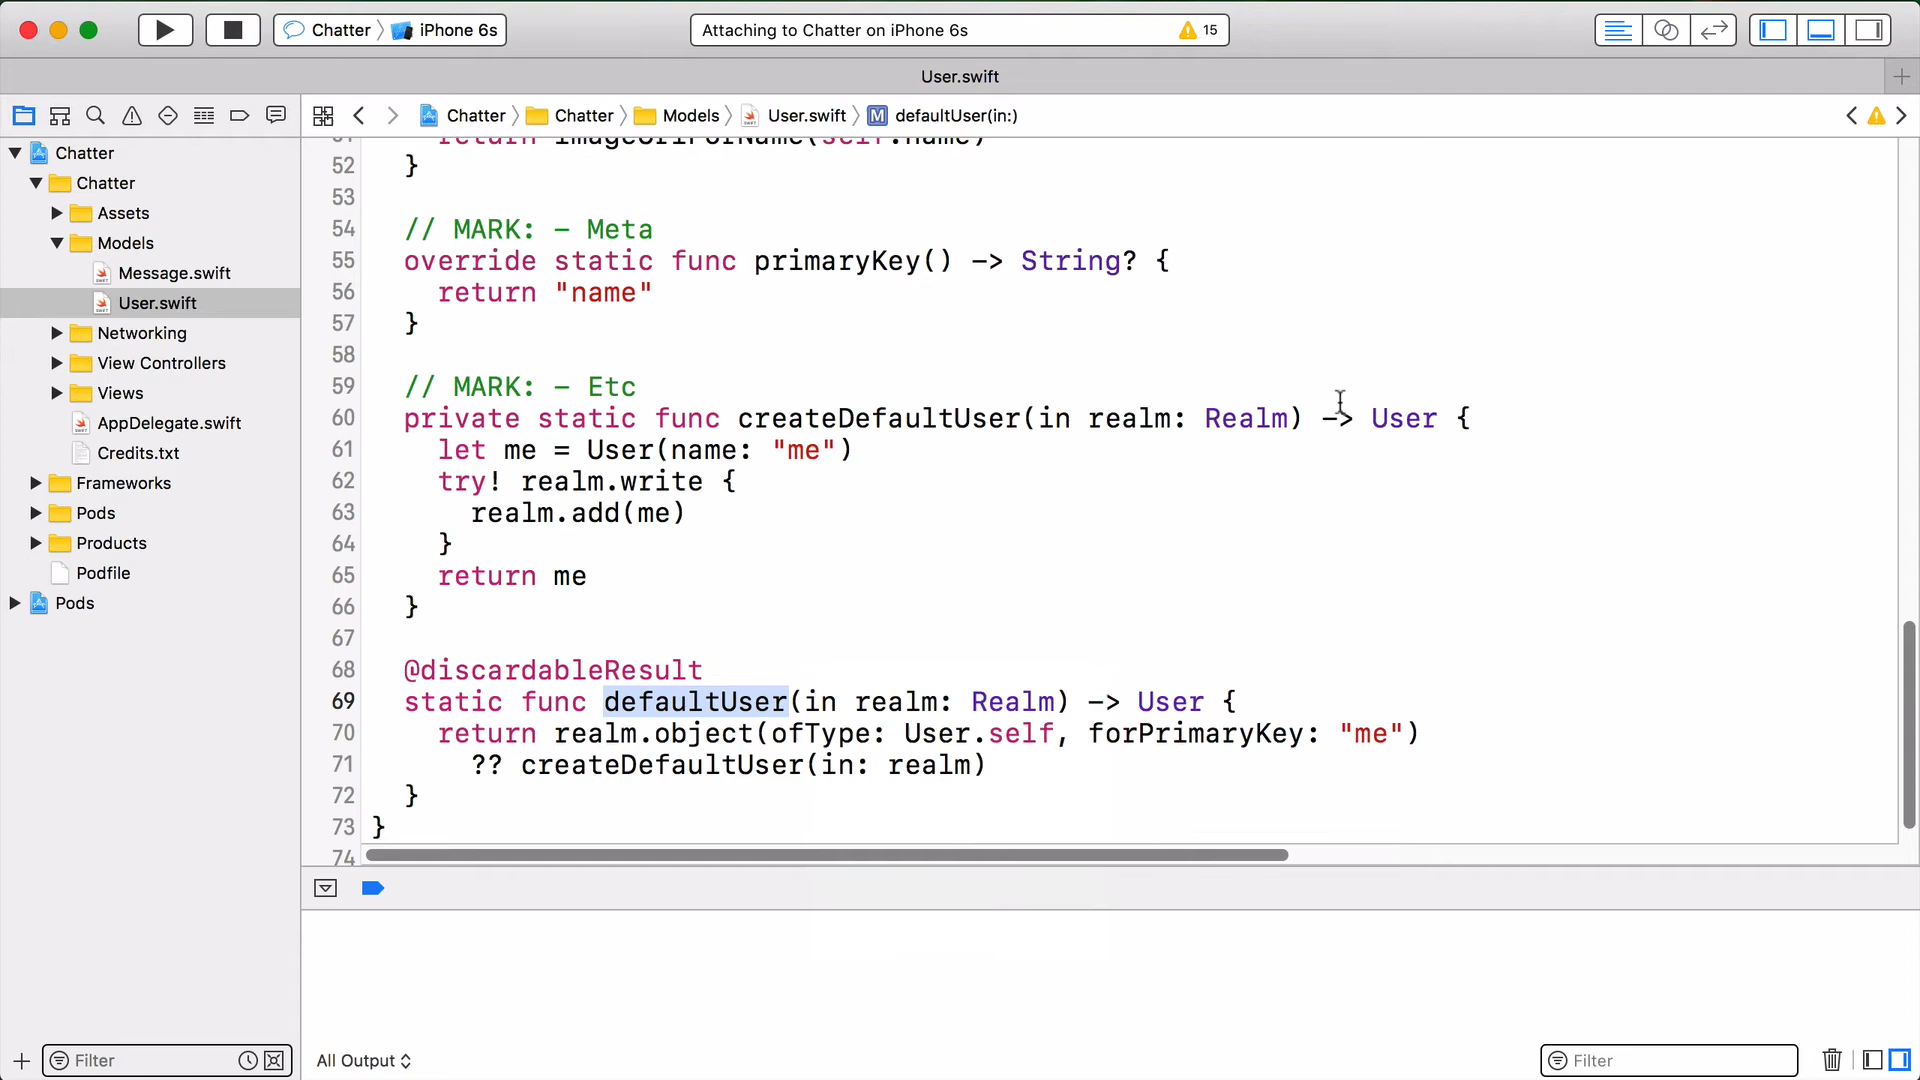 Chatter iPhone 6s
Attaching to Chatter on iPhone 6s 15
User.swift
Chatter Chatter Models User.swift M defaultUser(in:)
Chatter
Chatter
Assets
Models
Message.swift
User.swift
Networking
View Controllers
Views
AppDelegate.swift
Credits.txt
Frameworks
Pods
Products
Podfile
Pods
return imageUrlForName(self.name)
52 }
53
54 // MARK: - Meta
55 override static func primaryKey() -> String? {
56 return "name"
57 }
58
59 // MARK: - Etc
60 private static func createDefaultUser(in realm: Realm) -> User {
61 let me = User(name: "me")
62 try! realm.write {
63 realm.add(me)
64 }
65 return me
66 }
67
68 @discardableResult
69 static func defaultUser(in realm: Realm) -> User {
70 return realm.object(ofType: User.self, forPrimaryKey: "me")
71 ?? createDefaultUser(in: realm)
72 }
73 }
74
Filter
All Output
Filter